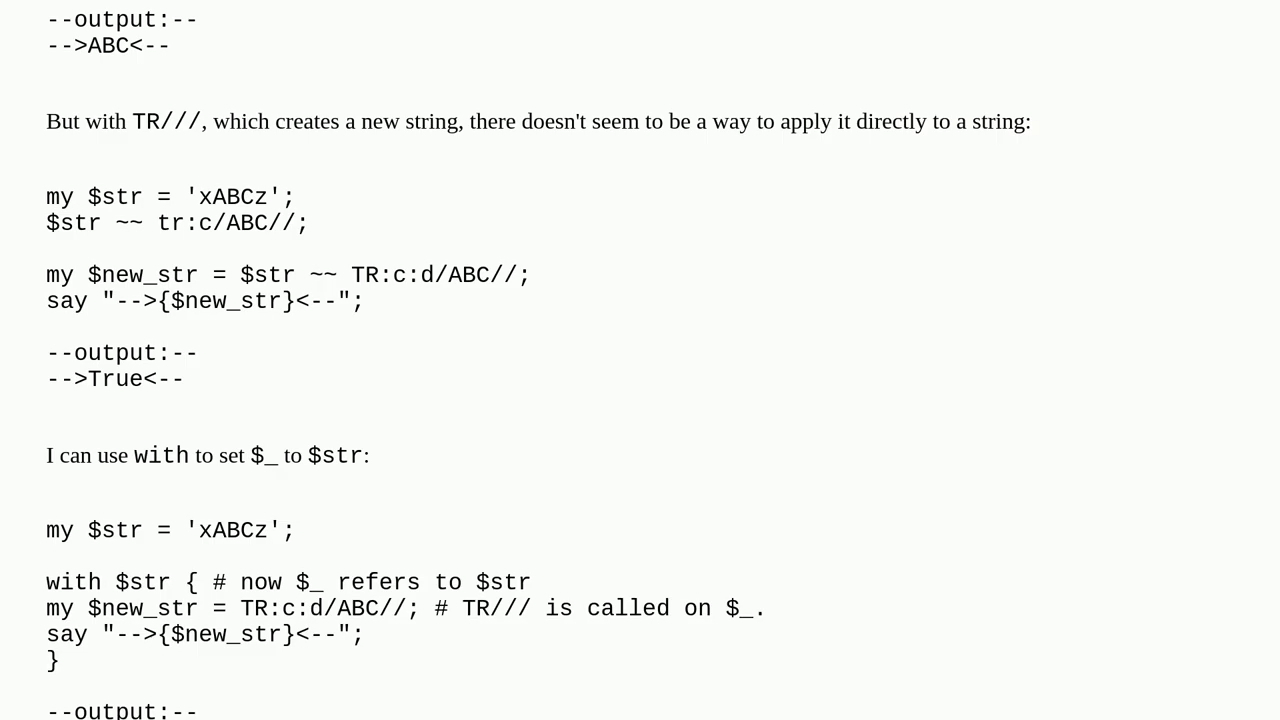 --output:--
-->ABC<--
But with TR///, which creates a new string, there doesn't seem to be a way to apply it directly to a string:
my $str = 'xABCz';
$str ~~ tr:c/ABC//;
my $new_str = $str ~~ TR:c:d/ABC//;
say "-->{$new_str}<--";
--output:--
-->True<--
I can use with to set $_ to $str:
my $str = 'xABCz';
with $str { # now $_ refers to $str
my $new_str = TR:c:d/ABC//; # TR/// is called on $_.
say "-->{$new_str}<--";
}
--output:--